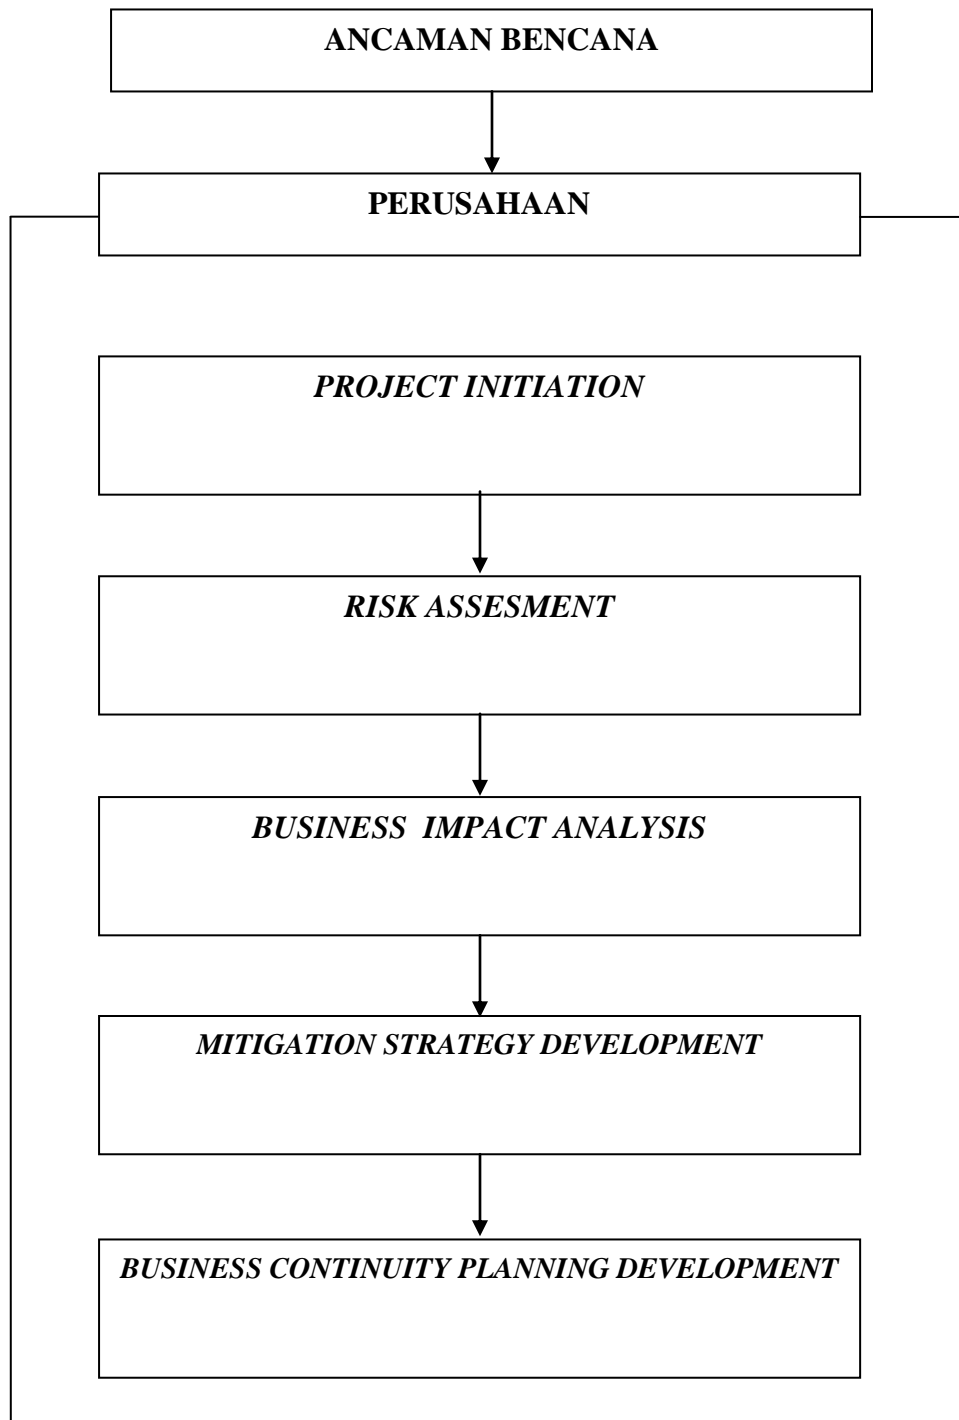 ANCAMAN BENCANA
PERUSAHAAN
PROJECT INITIATION
RISK ASSESMENT
BUSINESS IMPACT ANALYSIS
MITIGATION STRATEGY DEVELOPMENT
BUSINESS CONTINUITY PLANNING DEVELOPMENT